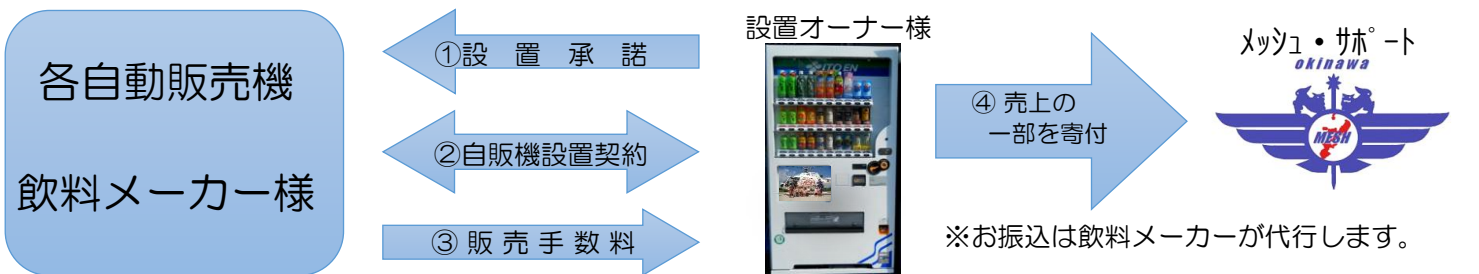 各自動販売機
飲料メーカー様
①設 置 承 諾
②自販機設置契約
③ 販 売 手 数 料
設置オーナー様
ITO EN
④ 売上の
一部を寄付
メッシュ・サポート
okinawa
MESH
※お振込は飲料メーカーが代行します。